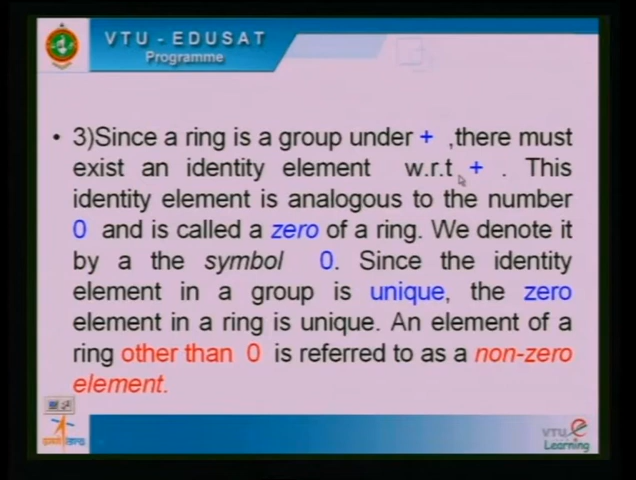 VTU - EDUSAT
Programme
• 3)Since a ring is a group under + ,there must
exist an identity element w.r.t + . This
identity element is analogous to the number
0 and is called a zero of a ring. We denote it
by a the symbol 0. Since the identity
element in a group is unique, the zero
element in a ring is unique. An element of a
ring other than 0 is referred to as a non-zero
element.
VTU e
Learning